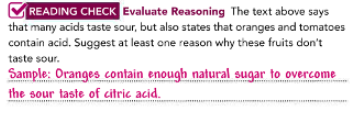 READING CHECK Evaluate Reasoning The text above says
that many acids taste sour, but also states that oranges and tomatoes
contain acid. Suggest at least one reason why these fruits don't
taste sour.
Sample: Oranges contain enough natural sugar to overcome
the sour taste of citric acid.